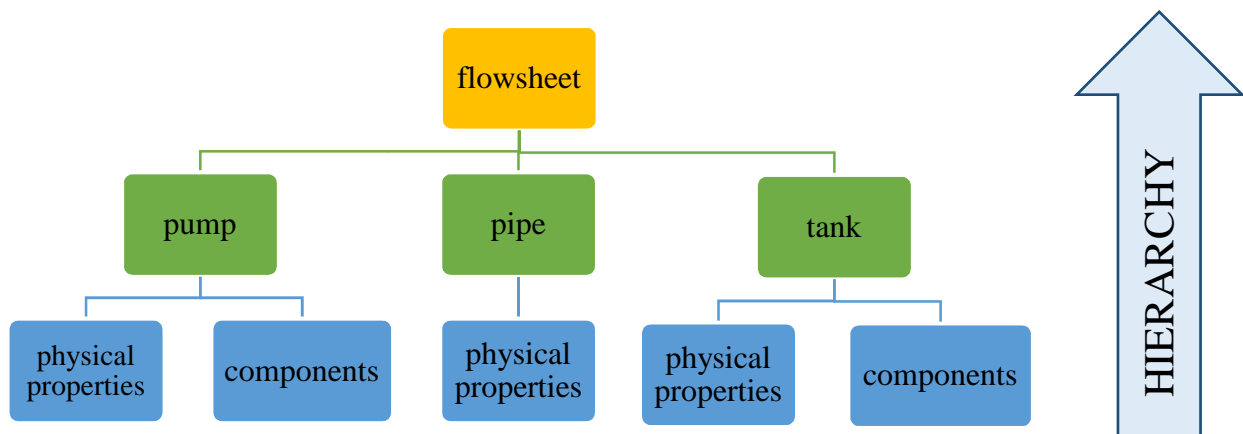 flowsheet
pump
pipe
tank
physical
properties
components
physical
properties
physical
properties
components
HIERARCHY